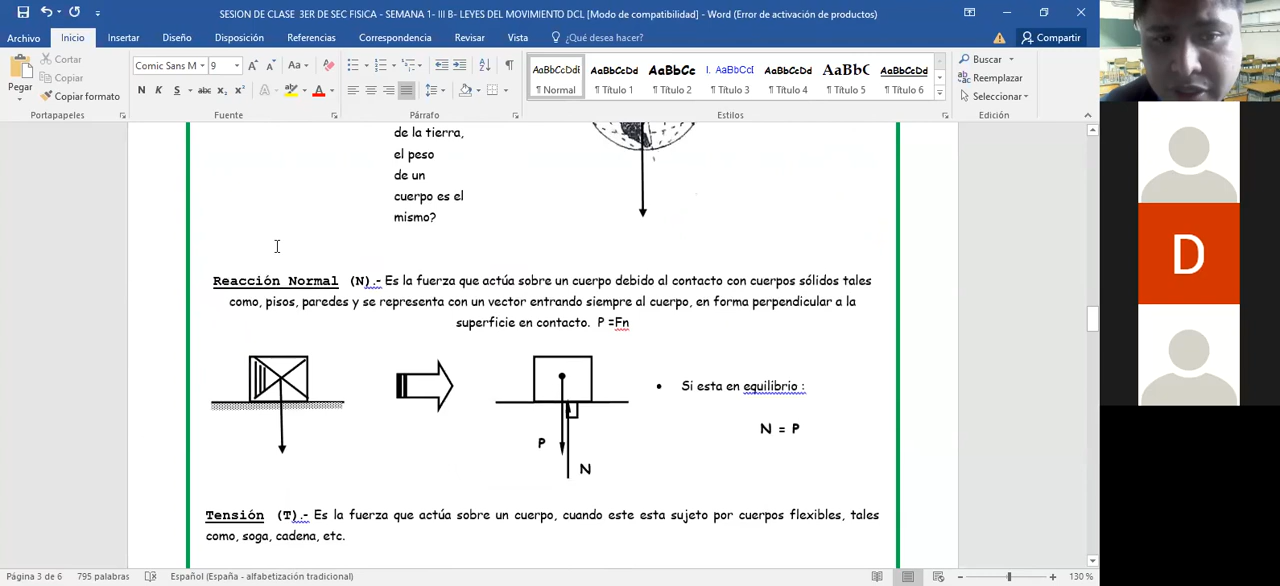 SESION DE CLASE 3ER DE SEC FISICA - SEMANA 1- III B- LEYES DEL MOVIMIENTO DCL [Modo de compatibilidad] - Word (Error de activación de productos)
Archivo Inicio Insertar Diseño Disposición Referencias Correspondencia Revisar Vista ¿Qué desea hacer? Compartir
Pegar
Cortar
Copiar
Copiar formato
Portapapeles
Comic Sans M 9 Aa
N K S abc x₂ x² A A
Fuente
Párrafo
AaBbCcDdE AaBbCcDd AaBbCc I. AaBbCcI AaBbCcDd AaBbC AaBbCcDd
¶ Normal ¶ Título 1 ¶ Título 2 ¶ Título 3 ¶ Título 4 ¶ Título 5 ¶ Título 6
Estilos
Buscar
Reemplazar
Seleccionar
Edición
de la tierra,
el peso
de un
cuerpo es el
mismo?
Reacción Normal (N).- Es la fuerza que actúa sobre un cuerpo debido al contacto con cuerpos sólidos tales
como, pisos, paredes y se representa con un vector entrando siempre al cuerpo, en forma perpendicular a la
superficie en contacto. P =Fn
• Si esta en equilibrio :
N = P
P
N
Tensión (T).- Es la fuerza que actúa sobre un cuerpo, cuando este esta sujeto por cuerpos flexibles, tales
como, soga, cadena, etc.
D
Página 3 de 6 795 palabras Español (España - alfabetización tradicional) 130 %